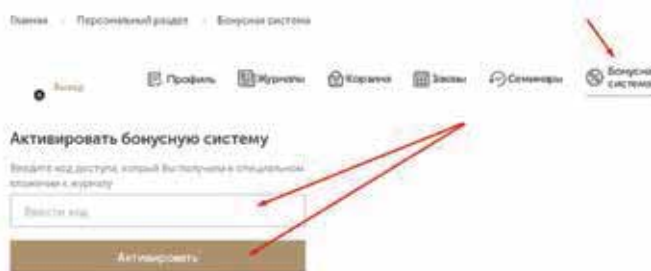 Главная Персональный раздел Бонусная система
Выход
Профиль Журналы Корзина Заказы Семинары Бонусна
система
Активировать бонусную систему
Введите код доступа, который Вы получили в специальном
вложении к журналу
Ввести код
Активировать